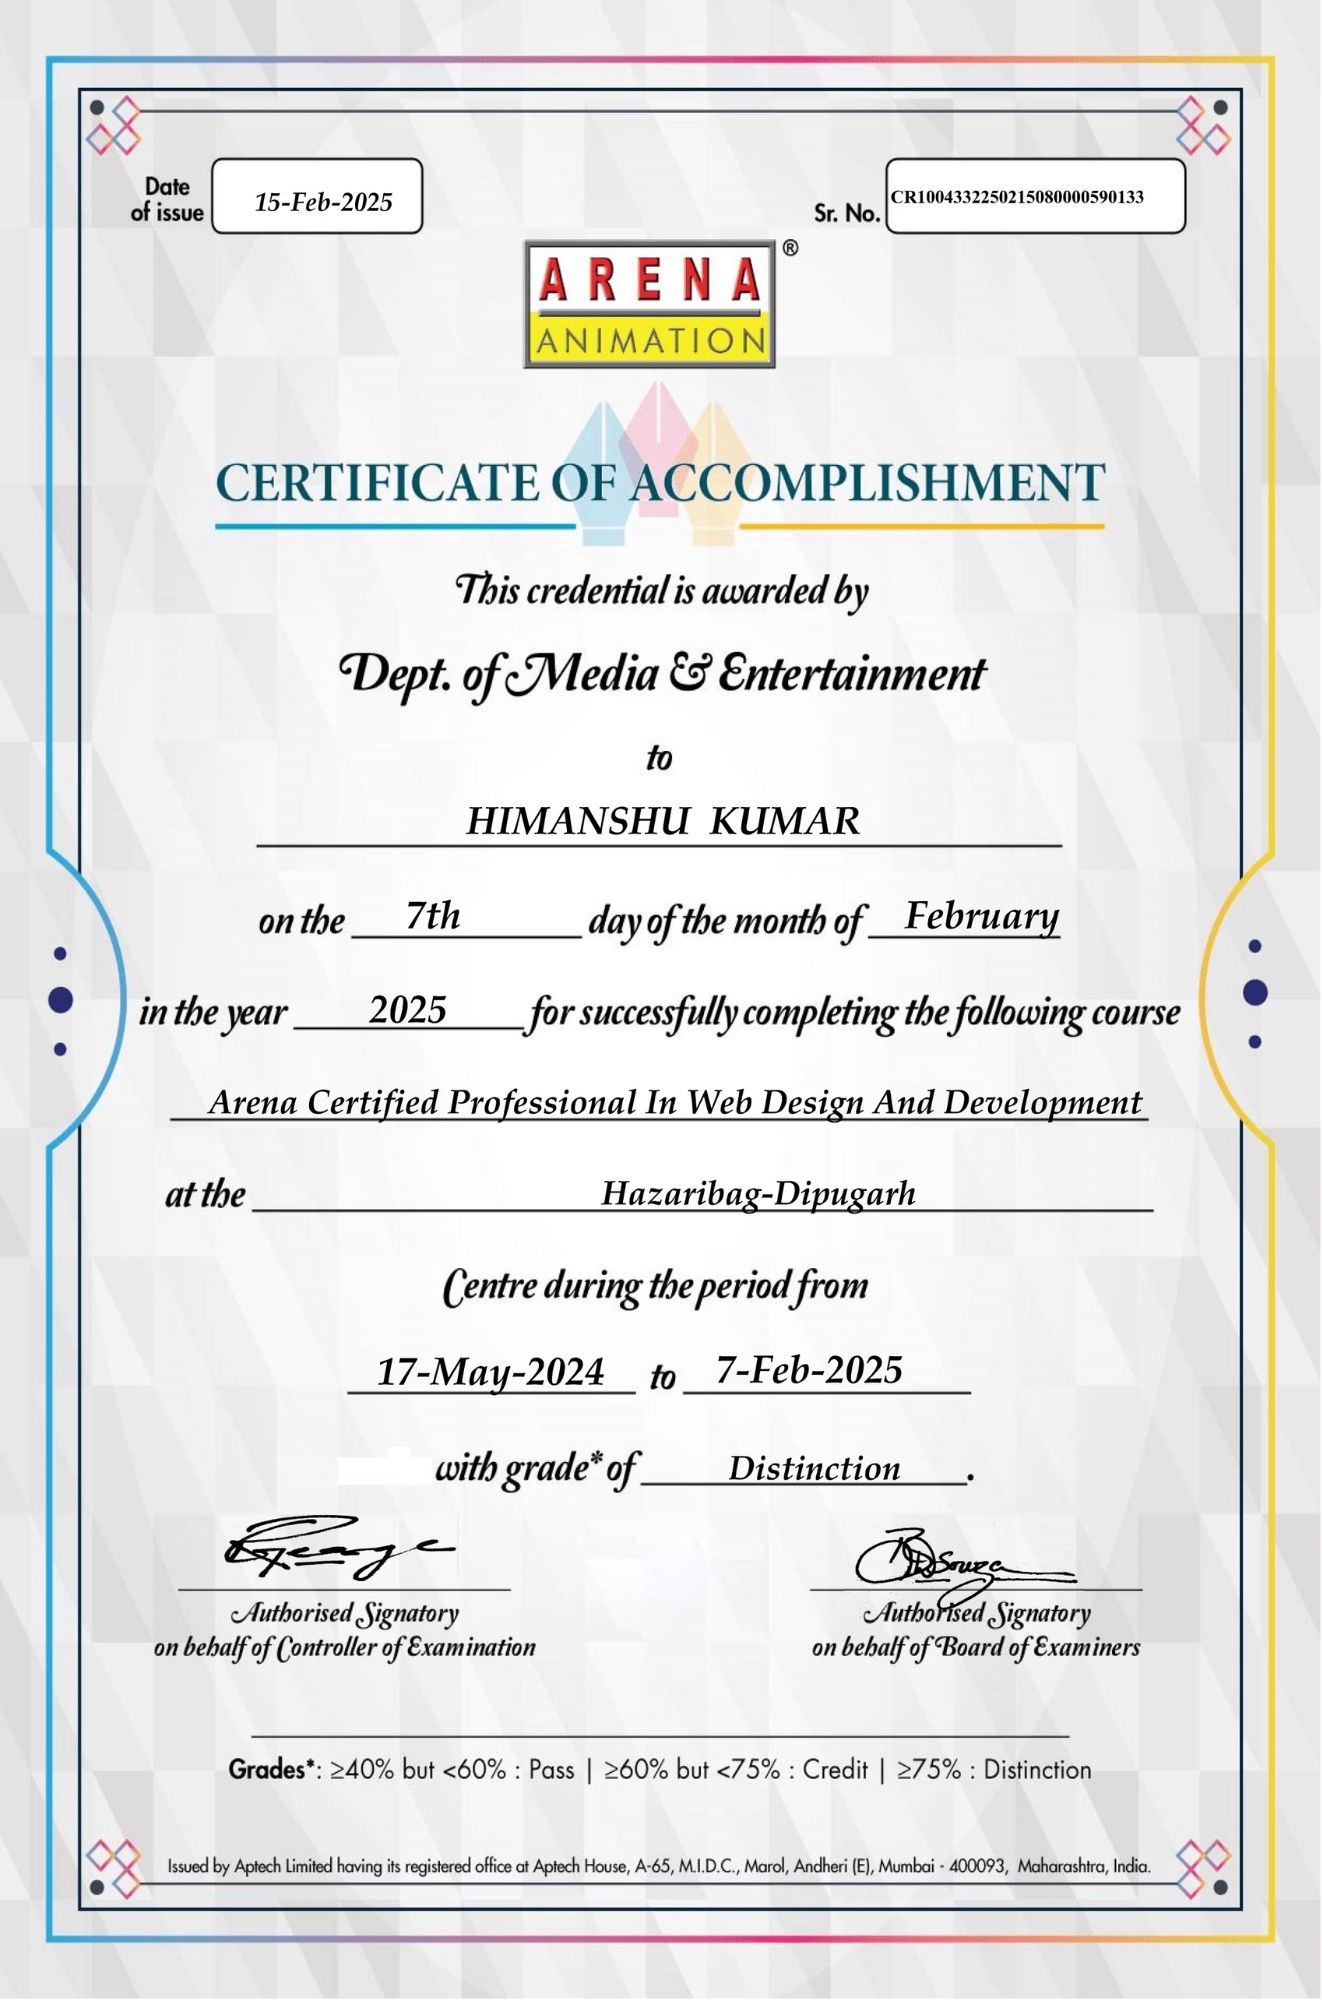 Date
of issue
15-Feb-2025
Sr. No.
CR1004332250215080000590133
ARENA ®
ANIMATION
CERTIFICATE OF ACCOMPLISHMENT
This credential is awarded by
Dept. of Media & Entertainment
to
HIMANSHU KUMAR
on the 7th day of the month of February
in the year 2025 for successfully completing the following course
Arena Certified Professional In Web Design And Development
at the Hazaribag-Dipugarh
Centre during the period from
17-May-2024 to 7-Feb-2025
with grade* of Distinction.
Authorised Signatory
on behalf of Controller of Examination
Authorised Signatory
on behalf of Board of Examiners
Grades*: ≥40% but <60% : Pass | ≥60% but <75% : Credit | ≥75% : Distinction
Issued by Aptech Limited having its registered office at Aptech House, A-65, M.I.D.C., Marol, Andheri (E), Mumbai - 400093, Maharashtra, India.